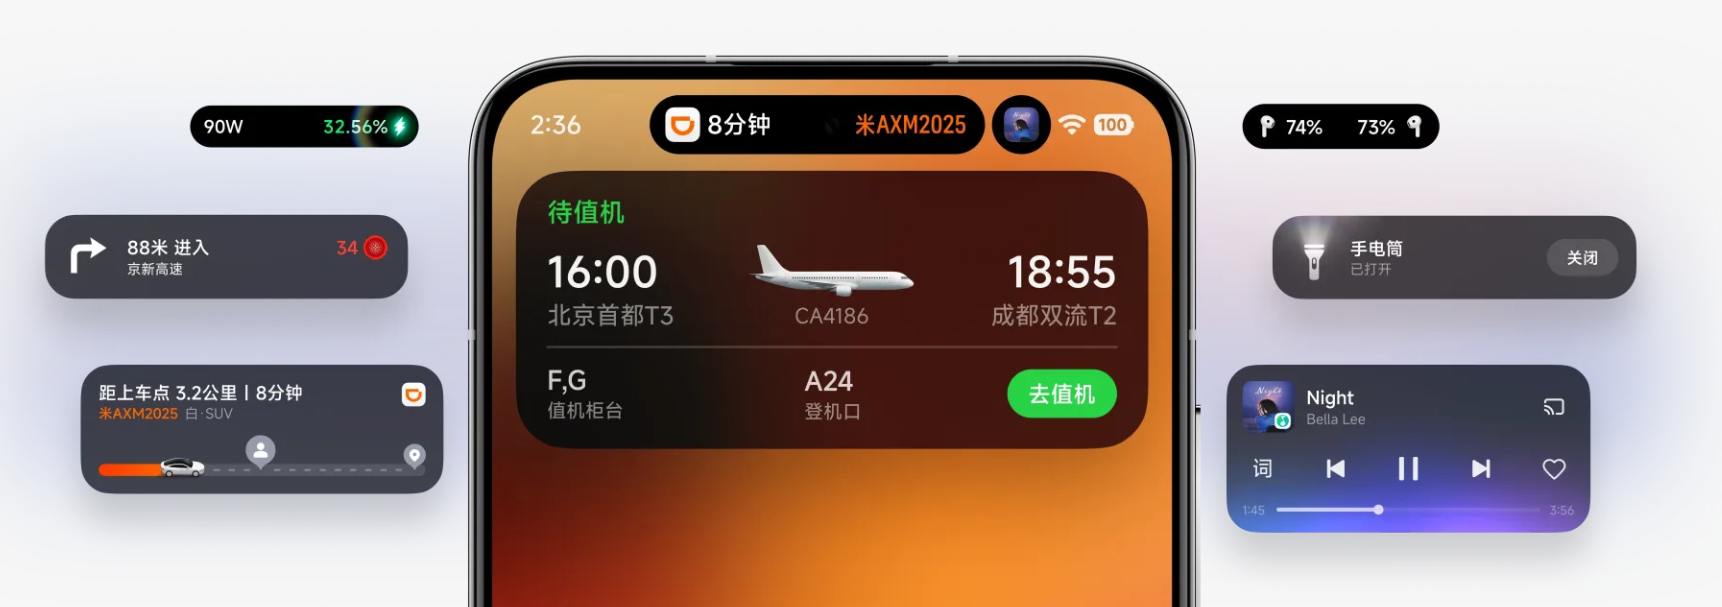 90W 32.56%
88米 进入 34
京新高速
距上车点 3.2公里 | 8分钟
米AXM2025 白·SUV
2:36 8分钟 米AXM2025 100
待值机
16:00 18:55
北京首都T3 CA4186 成都双流T2
F,G A24 去值机
值机柜台 登机口
74% 73%
手电筒
已打开
关闭
Night
Night
Bella Lee
词
1:45 3:56